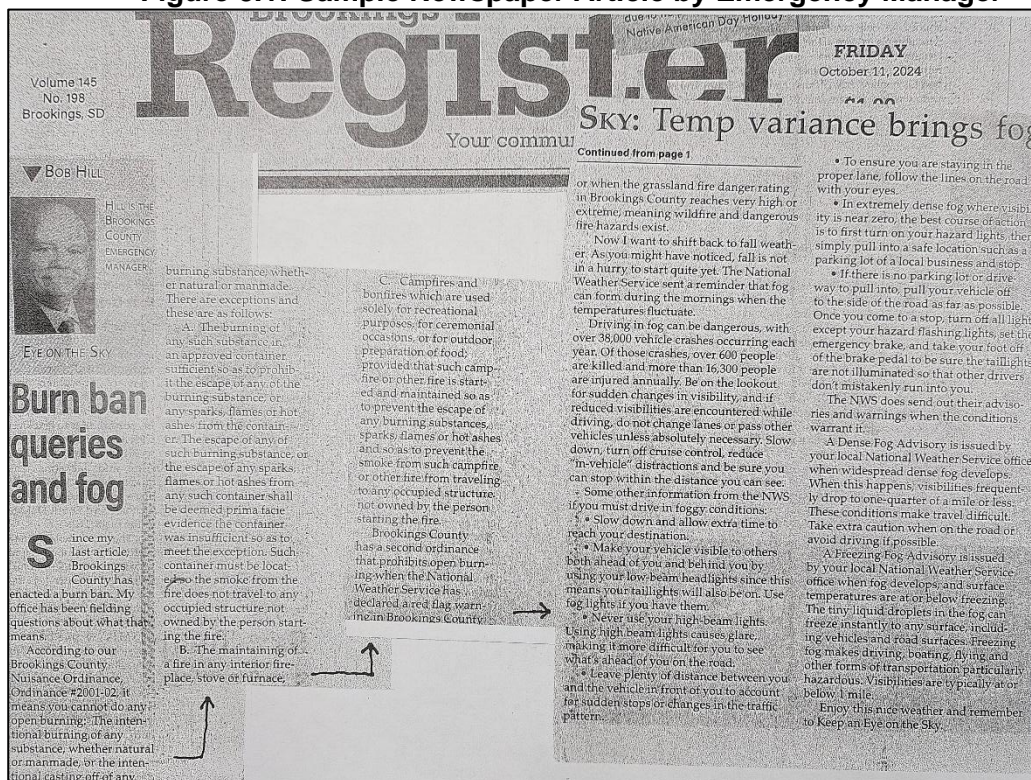 Brookings
Register
due to
Native American Day Holiday
Volume 145
No. 198
Brookings, SD
FRIDAY
October 11, 2024
Your commu
BOB HILL
HILL IS THE
BROOKINGS
COUNTY
EMERGENCY
MANAGER
EYE ON THE SKY
Burn ban
queries
and fog
Since my
last article,
Brookings
County has
enacted a burn ban. My
office has been fielding
questions about what that
means.
According to our
Brookings County
Nuisance Ordinance,
Ordinance #2001-02, it
means you cannot do any
open burning: The inten-
tional burning of any
substance, whether natural
or manmade, or the inten-
tional casting off of any
burning substance, wheth-
er natural or manmade.
There are exceptions and
these are as follows:
A. The burning of
any such substance in
an approved container
sufficient so as to prohib-
it the escape of any of the
burning substance, or
any sparks, flames or hot
ashes from the contain-
er. The escape of any of
such burning substance, or
the escape of any sparks,
flames or hot ashes from
any such container shall
be deemed prima facie
evidence the container
was insufficient so as to
meet the exception. Such
container must be locat-
ed so the smoke from the
fire does not travel to any
occupied structure not
owned by the person start-
ing the fire.
B. The maintaining of
a fire in any interior fire-
place, stove or furnace,
C. Campfires and
bonfires which are used
solely for recreational
purposes, for ceremonial
occasions, or for outdoor
preparation of food;
provided that such camp-
fire or other fire is start-
ed and maintained so as
to prevent the escape of
any burning substances,
sparks, flames or hot ashes
and so as to prevent the
smoke from such campfire
or other fire from traveling
to any occupied structure
not owned by the person
starting the fire.
Brookings County
has a second ordinance
that prohibits open burn-
ing when the National
Weather Service has
declared a red flag warn-
ing in Brookings County
SKY: Temp variance brings fog
Continued from page 1
or when the grassland fire danger rating
in Brookings County reaches very high or
extreme, meaning wildfire and dangerous
fire hazards exist.
Now I want to shift back to fall weath-
er. As you might have noticed, fall is not
in a hurry to start quite yet. The National
Weather Service sent a reminder that fog
can form during the mornings when the
temperatures fluctuate.
Driving in fog can be dangerous, with
over 38,000 vehicle crashes occurring each
year. Of those crashes, over 600 people
are killed and more than 16,300 people
are injured annually. Be on the lookout
for sudden changes in visibility, and if
reduced visibilities are encountered while
driving, do not change lanes or pass other
vehicles unless absolutely necessary. Slow
down, turn off cruise control, reduce
"in-vehicle" distractions and be sure you
can stop within the distance you can see.
Some other information from the NWS
if you must drive in foggy conditions:
• Slow down and allow extra time to
reach your destination.
• Make your vehicle visible to others
both ahead of you and behind you by
using your low-beam headlights since this
means your taillights will also be on. Use
fog lights if you have them.
• Never use your high-beam lights.
Using high beam lights causes glare,
making it more difficult for you to see
what's ahead of you on the road.
• Leave plenty of distance between you
and the vehicle in front of you to account
for sudden stops or changes in the traffic
pattern.
• To ensure you are staying in the
proper lane, follow the lines on the road
with your eyes.
• In extremely dense fog where visibil-
ity is near zero, the best course of action
is to first turn on your hazard lights, then
simply pull into a safe location such as a
parking lot of a local business and stop.
• If there is no parking lot or drive-
way to pull into, pull your vehicle off
to the side of the road as far as possible.
Once you come to a stop, turn off all lights
except your hazard flashing lights, set the
emergency brake, and take your foot off
of the brake pedal to be sure the taillights
are not illuminated so that other drivers
don't mistakenly run into you.
The NWS does send out their adviso-
ries and warnings when the conditions
warrant it.
A Dense Fog Advisory is issued by
your local National Weather Service office
when widespread dense fog develops.
When this happens, visibilities frequent-
ly drop to one-quarter of a mile or less.
These conditions make travel difficult.
Take extra caution when on the road or
avoid driving if possible.
A Freezing Fog Advisory is issued
by your local National Weather Service
office when fog develops, and surface
temperatures are at or below freezing.
The tiny liquid droplets in the fog can
freeze instantly to any surface, includ-
ing vehicles and road surfaces. Freezing
fog makes driving, boating, flying and
other forms of transportation particularly
hazardous. Visibilities are typically at or
below 1 mile.
Enjoy this nice weather and remember
to Keep an Eye on the Sky.